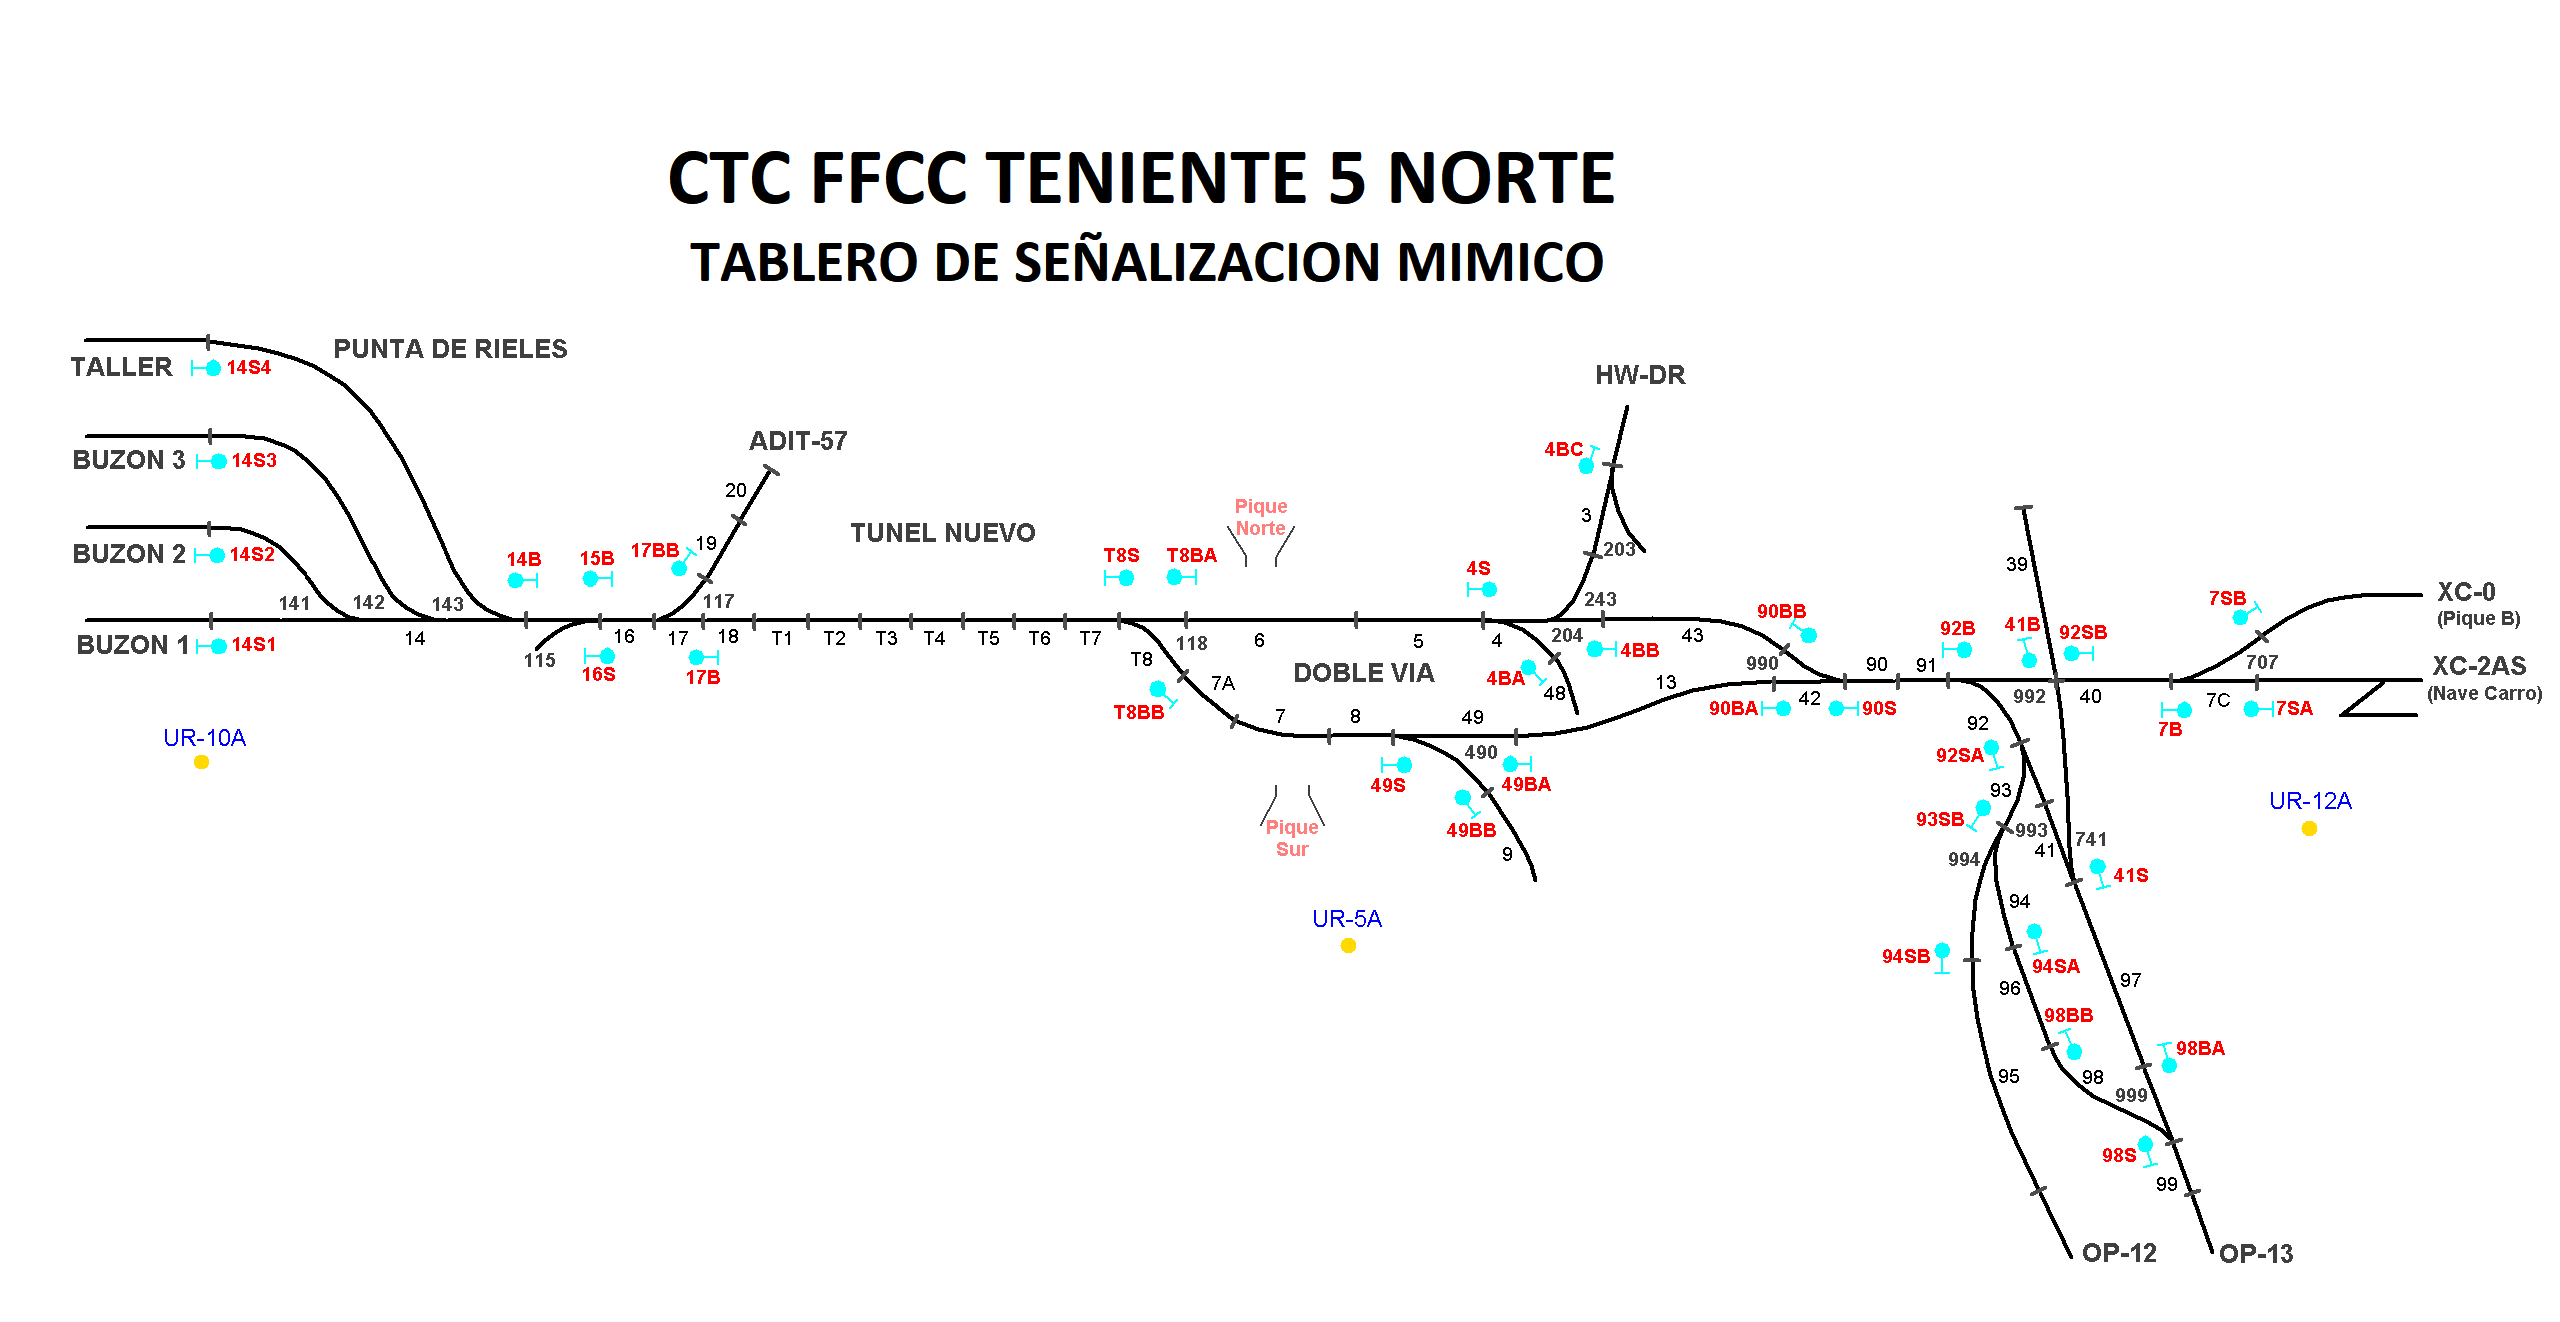 CTC FFCC TENIENTE 5 NORTE
TABLERO DE SEÑALIZACION MIMICO
PUNTA DE RIELES
TALLER
14S4
HW-DR
ADIT-57
4BC
BUZON 3
14S3
20
TUNEL NUEVO
Pique
Norte
3
203
17BB
19
BUZON 2
14S2
14B
15B
T8S
T8BA
4S
39
141
142
143
117
243
90BB
7SB
XC-0
(Pique B)
BUZON 1
14S1
14
115
16
17
18
T1
T2
T3
T4
T5
T6
T7
T8
118
6
5
4
204
4BB
43
92B
41B
92SB
16S
17B
7A
DOBLE VIA
4BA
48
13
990
42
90
91
992
40
707
7C
XC-2AS
(Nave Carro)
T8BB
90BA
90S
7B
7SA
7
8
49
490
92
92SA
UR-10A
49S
49BA
93
UR-12A
Pique
Sur
49BB
93SB
993
9
994
41
741
41S
UR-5A
94
94SB
94SA
97
96
98BB
98BA
95
98
999
98S
99
OP-12
OP-13